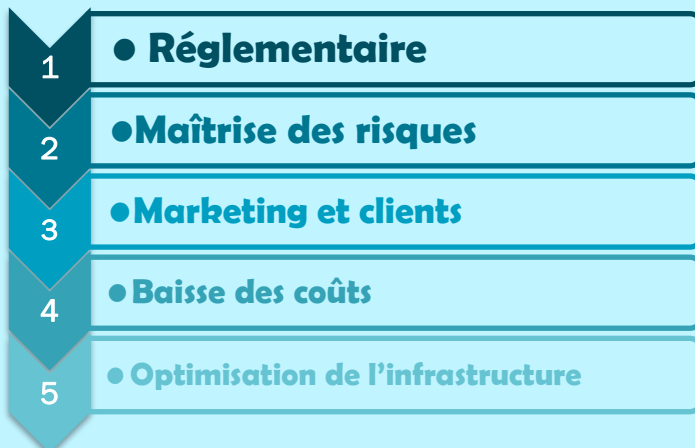 1
• Réglementaire
2
•Maîtrise des risques
3
•Marketing et clients
4
•Baisse des coûts
5
•Optimisation de l'infrastructure